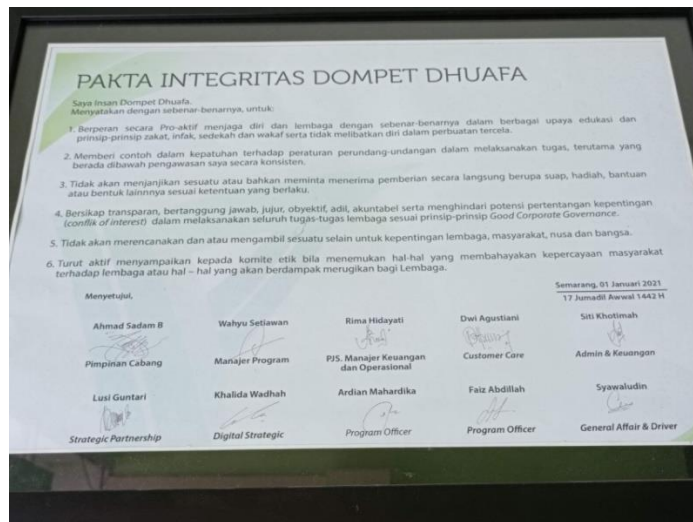 PAKTA INTEGRITAS DOMPET DHUAFA
Saya Insan Dompet Dhuafa.
Menyatakan dengan sebenar-benarnya, untuk:
1. Berperan secara Pro-aktif menjaga diri dan lembaga dengan sebenar-benarnya dalam berbagai upaya edukasi dan
prinsip-prinsip zakat, infak, sedekah dan wakaf serta tidak melibatkan diri dalam perbuatan tercela.
2. Memberi contoh dalam kepatuhan terhadap peraturan perundang-undangan dalam melaksanakan tugas, terutama yang
berada dibawah pengawasan saya secara konsisten.
3. Tidak akan menjanjikan sesuatu atau bahkan meminta menerima pemberian secara langsung berupa suap, hadiah, bantuan
atau bentuk lainnnya sesuai ketentuan yang berlaku.
4. Bersikap transparan, bertanggung jawab, jujur, obyektif, adil, akuntabel serta menghindari potensi pertentangan kepentingan
(conflik of interest) dalam melaksanakan seluruh tugas-tugas lembaga sesuai prinsip-prinsip Good Corporate Governance.
5. Tidak akan merencanakan dan atau mengambil sesuatu selain untuk kepentingan lembaga, masyarakat, nusa dan bangsa.
6. Turut aktif menyampaikan kepada komite etik bila menemukan hal-hal yang membahayakan kepercayaan masyarakat
terhadap lembaga atau hal – hal yang akan berdampak merugikan bagi Lembaga.
Semarang, 01 Januari 2021
17 Jumadil Awwal 1442 H
Menyetujui,
Ahmad Sadam B Wahyu Setiawan Rima Hidayati Dwi Agustiani Siti Khotimah
Pimpinan Cabang Manajer Program PJS. Manajer Keuangan Customer Care Admin & Keuangan
dan Operasional
Lusi Guntari Khalida Wadhah Ardian Mahardika Faiz Abdillah Syawaludin
Strategic Partnership Digital Strategic Program Officer Program Officer General Affair & Driver